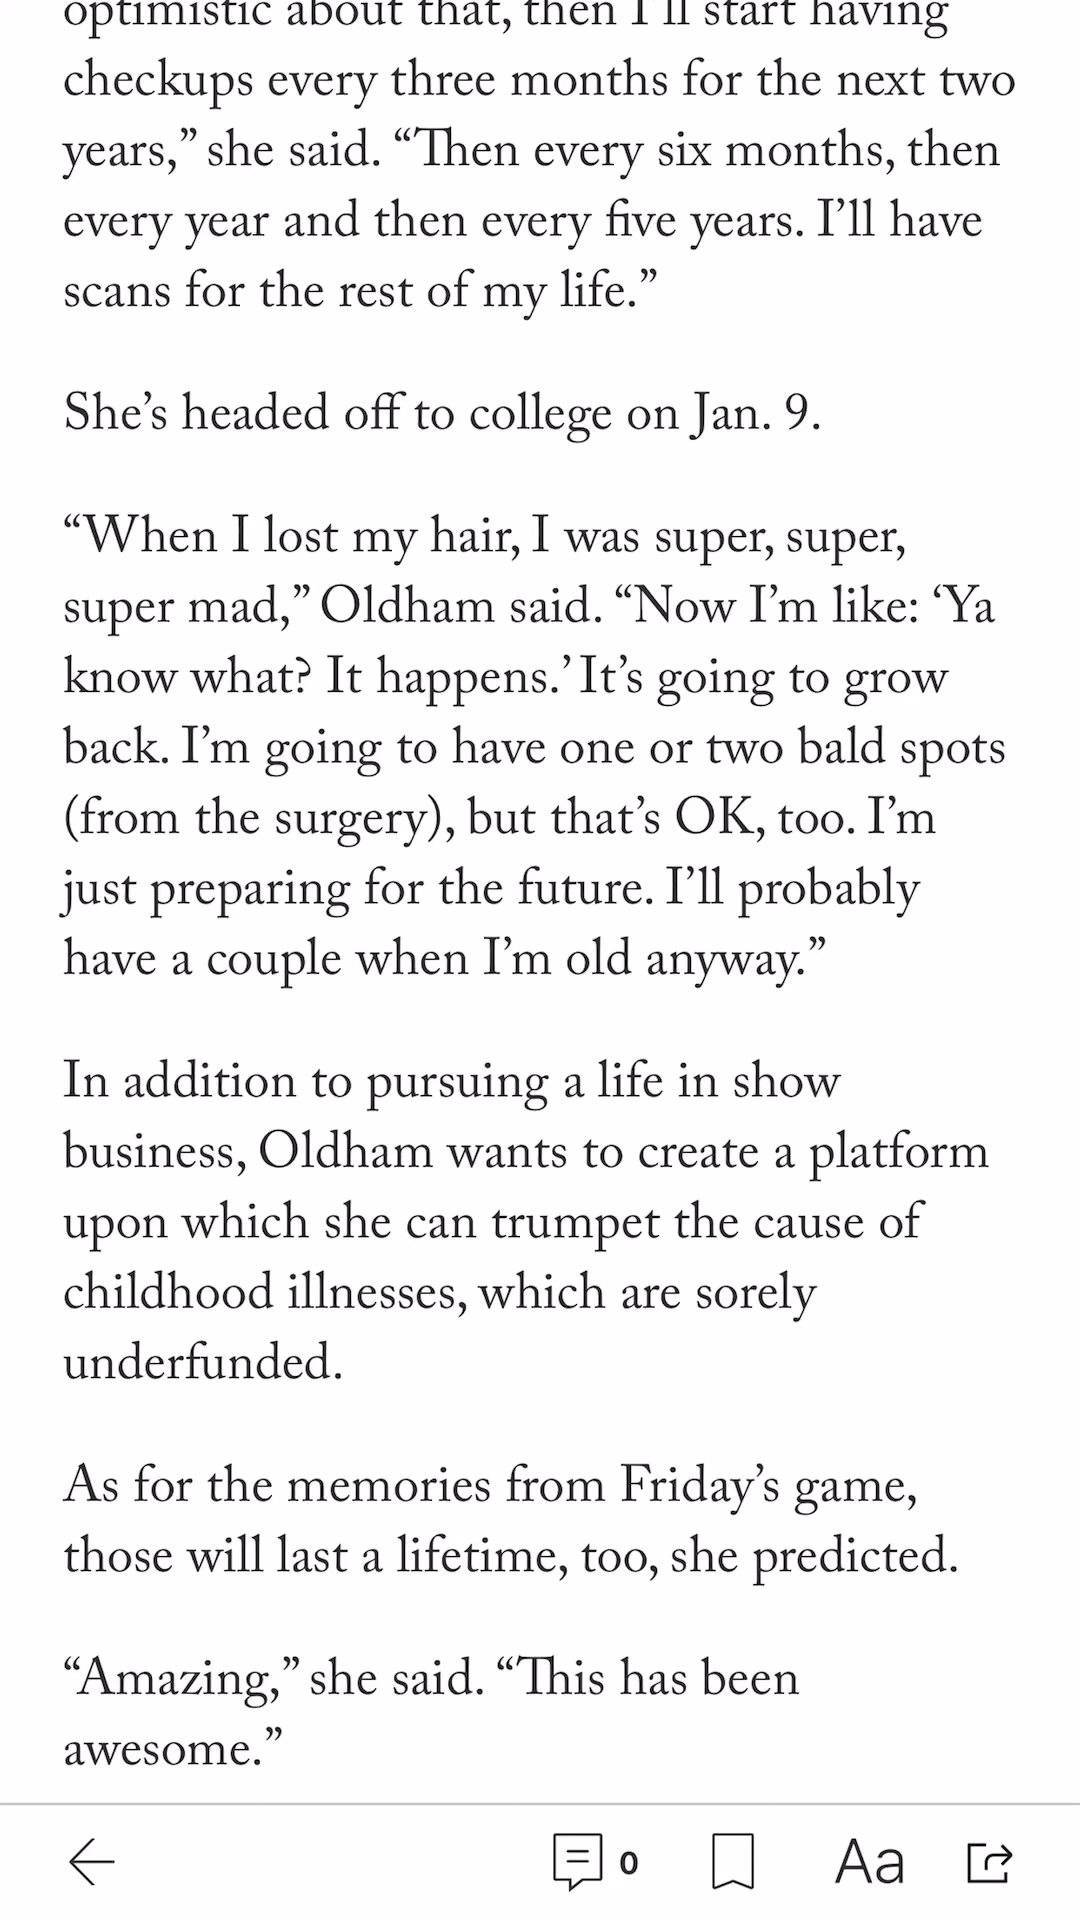 optimistic about that, then I’ll start having
checkups every three months for the next two
years,” she said. “Then every six months, then
every year and then every five years. I’ll have
scans for the rest of my life.”
She’s headed off to college on Jan. 9.
“When I lost my hair, I was super, super,
super mad,” Oldham said. “Now I’m like: ‘Ya
know what? It happens.’ It’s going to grow
back. I’m going to have one or two bald spots
(from the surgery), but that’s OK, too. I’m
just preparing for the future. I’ll probably
have a couple when I’m old anyway.”
In addition to pursuing a life in show
business, Oldham wants to create a platform
upon which she can trumpet the cause of
childhood illnesses, which are sorely
underfunded.
As for the memories from Friday’s game,
those will last a lifetime, too, she predicted.
“Amazing,” she said. “This has been
awesome.”
0 Aa